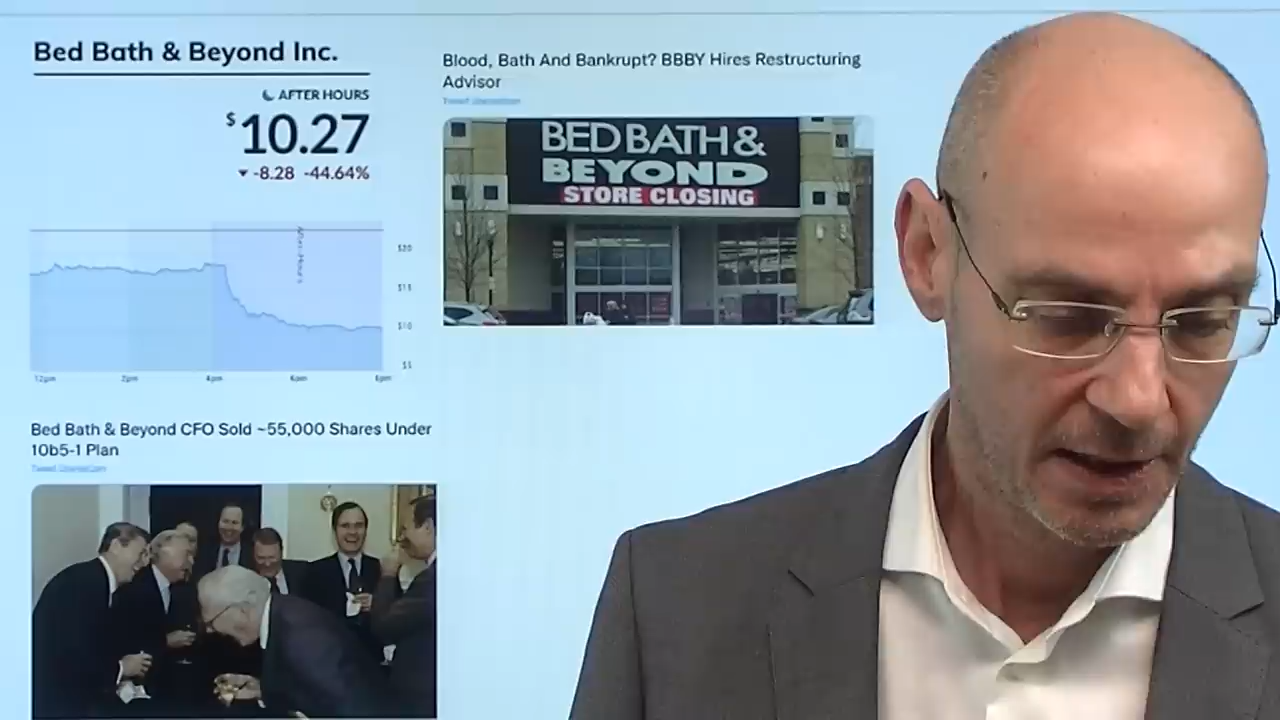 Bed Bath & Beyond Inc.
AFTER HOURS
$10.27
-8.28 -44.64%
After-Hours
$20
$15
$10
$5
12pm 2pm 4pm 6pm 8pm
Blood, Bath And Bankrupt? BBBY Hires Restructuring
Advisor
BED BATH &
BEYOND
STORE CLOSING
Bed Bath & Beyond CFO Sold ~55,000 Shares Under
10b5-1 Plan